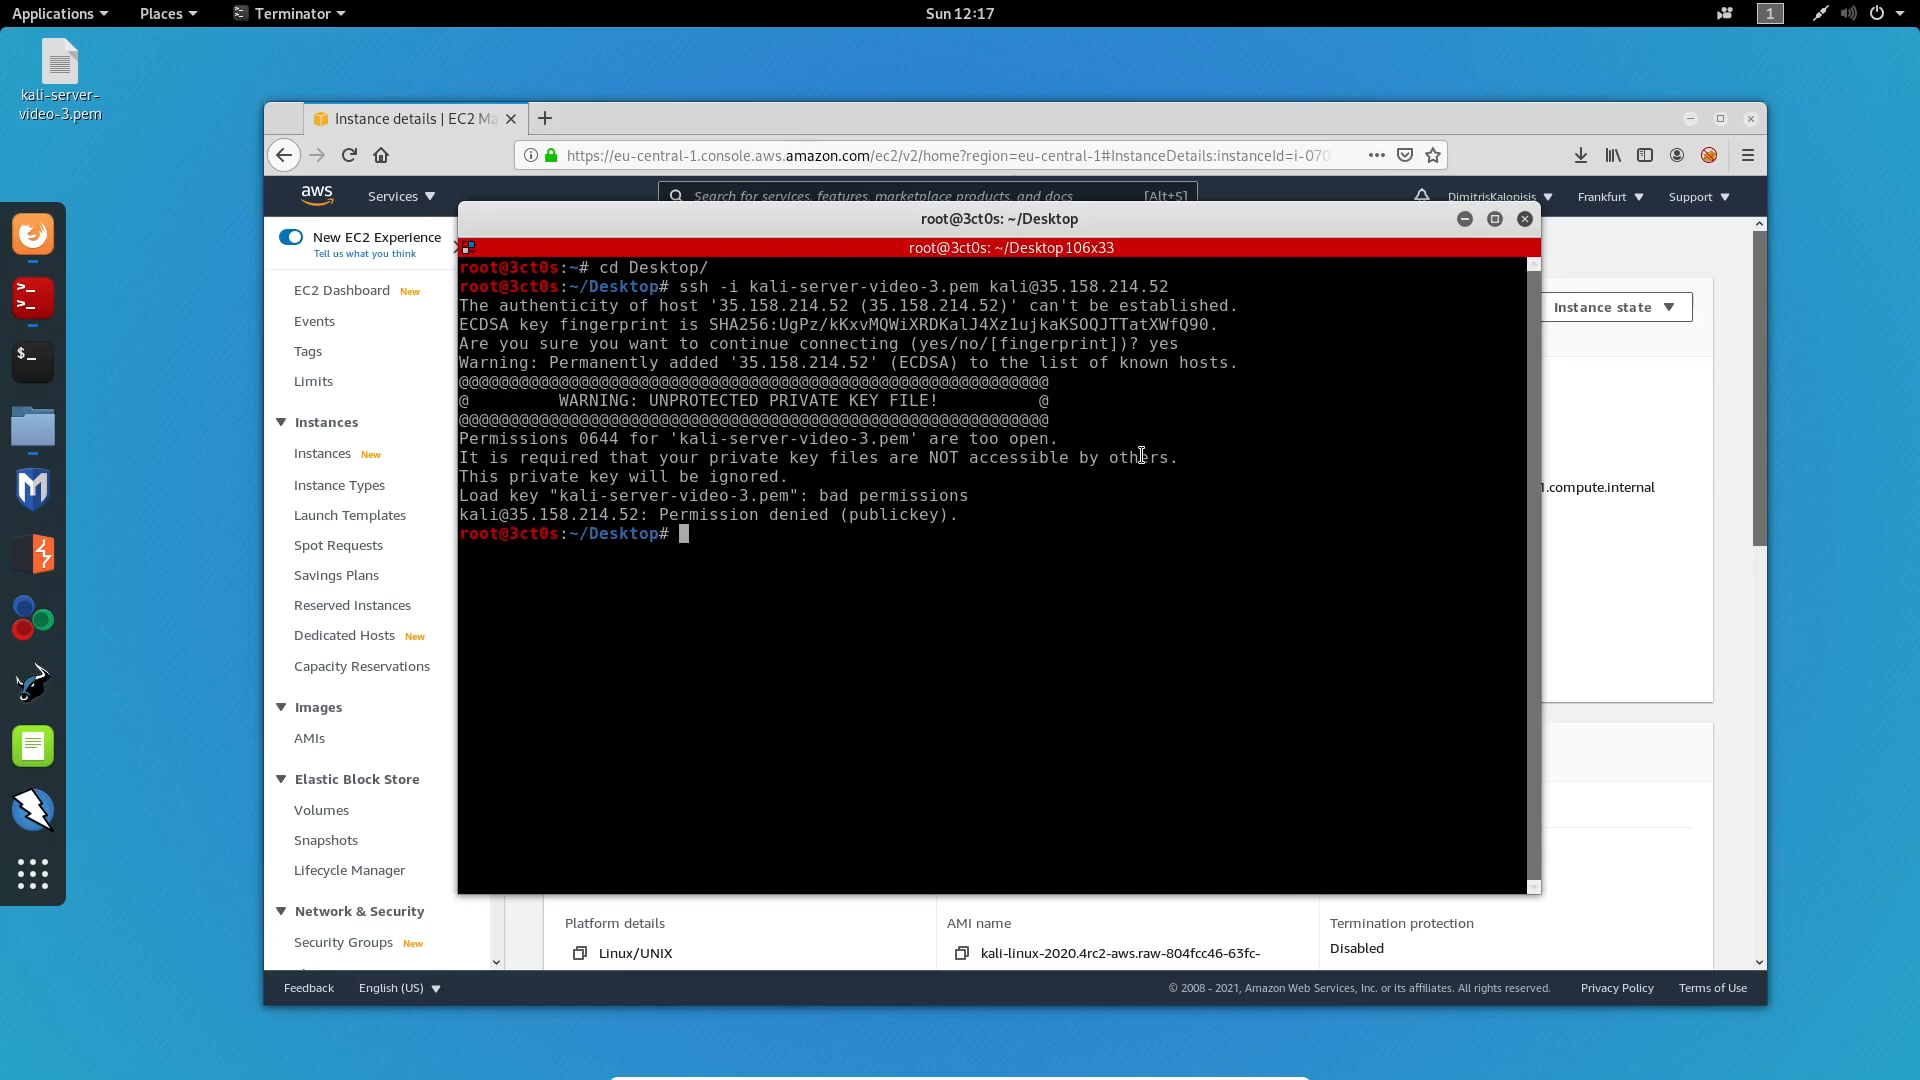 Applications
Places
Terminator
Sun 12:17
1
kali-server-
video-3.pem
Instance details | EC2 Ma
https://eu-central-1.console.aws.amazon.com/ec2/v2/home?region=eu-central-1#InstanceDetails:instanceId=i-070
aws
Services
Search for services, features, marketplace products, and docs
[Alt+S]
DimitrisKalopisis
Frankfurt
Support
New EC2 Experience
Tell us what you think
EC2 Dashboard New
Events
Tags
Limits
Instances
Instances New
Instance Types
Launch Templates
Spot Requests
Savings Plans
Reserved Instances
Dedicated Hosts New
Capacity Reservations
Images
AMIs
Elastic Block Store
Volumes
Snapshots
Lifecycle Manager
Network & Security
Security Groups New
root@3ct0s: ~/Desktop
root@3ct0s: ~/Desktop 106x33
root@3ct0s:~# cd Desktop/
root@3ct0s:~/Desktop# ssh -i kali-server-video-3.pem kali@35.158.214.52
The authenticity of host '35.158.214.52 (35.158.214.52)' can't be established.
ECDSA key fingerprint is SHA256:UgPz/kKxvMQWiXRDKalJ4Xz1ujkaKSOQJTTatXWfQ90.
Are you sure you want to continue connecting (yes/no/[fingerprint])? yes
Warning: Permanently added '35.158.214.52' (ECDSA) to the list of known hosts.
@@@@@@@@@@@@@@@@@@@@@@@@@@@@@@@@@@@@@@@@@@@@@@@@@@@@@@@@@@@
@         WARNING: UNPROTECTED PRIVATE KEY FILE!          @
@@@@@@@@@@@@@@@@@@@@@@@@@@@@@@@@@@@@@@@@@@@@@@@@@@@@@@@@@@@
Permissions 0644 for 'kali-server-video-3.pem' are too open.
It is required that your private key files are NOT accessible by others.
This private key will be ignored.
Load key "kali-server-video-3.pem": bad permissions
kali@35.158.214.52: Permission denied (publickey).
root@3ct0s:~/Desktop#
Instance state
1.compute.internal
Platform details
Linux/UNIX
AMI name
kali-linux-2020.4rc2-aws.raw-804fcc46-63fc-
Termination protection
Disabled
Feedback
English (US)
© 2008 - 2021, Amazon Web Services, Inc. or its affiliates. All rights reserved.
Privacy Policy
Terms of Use